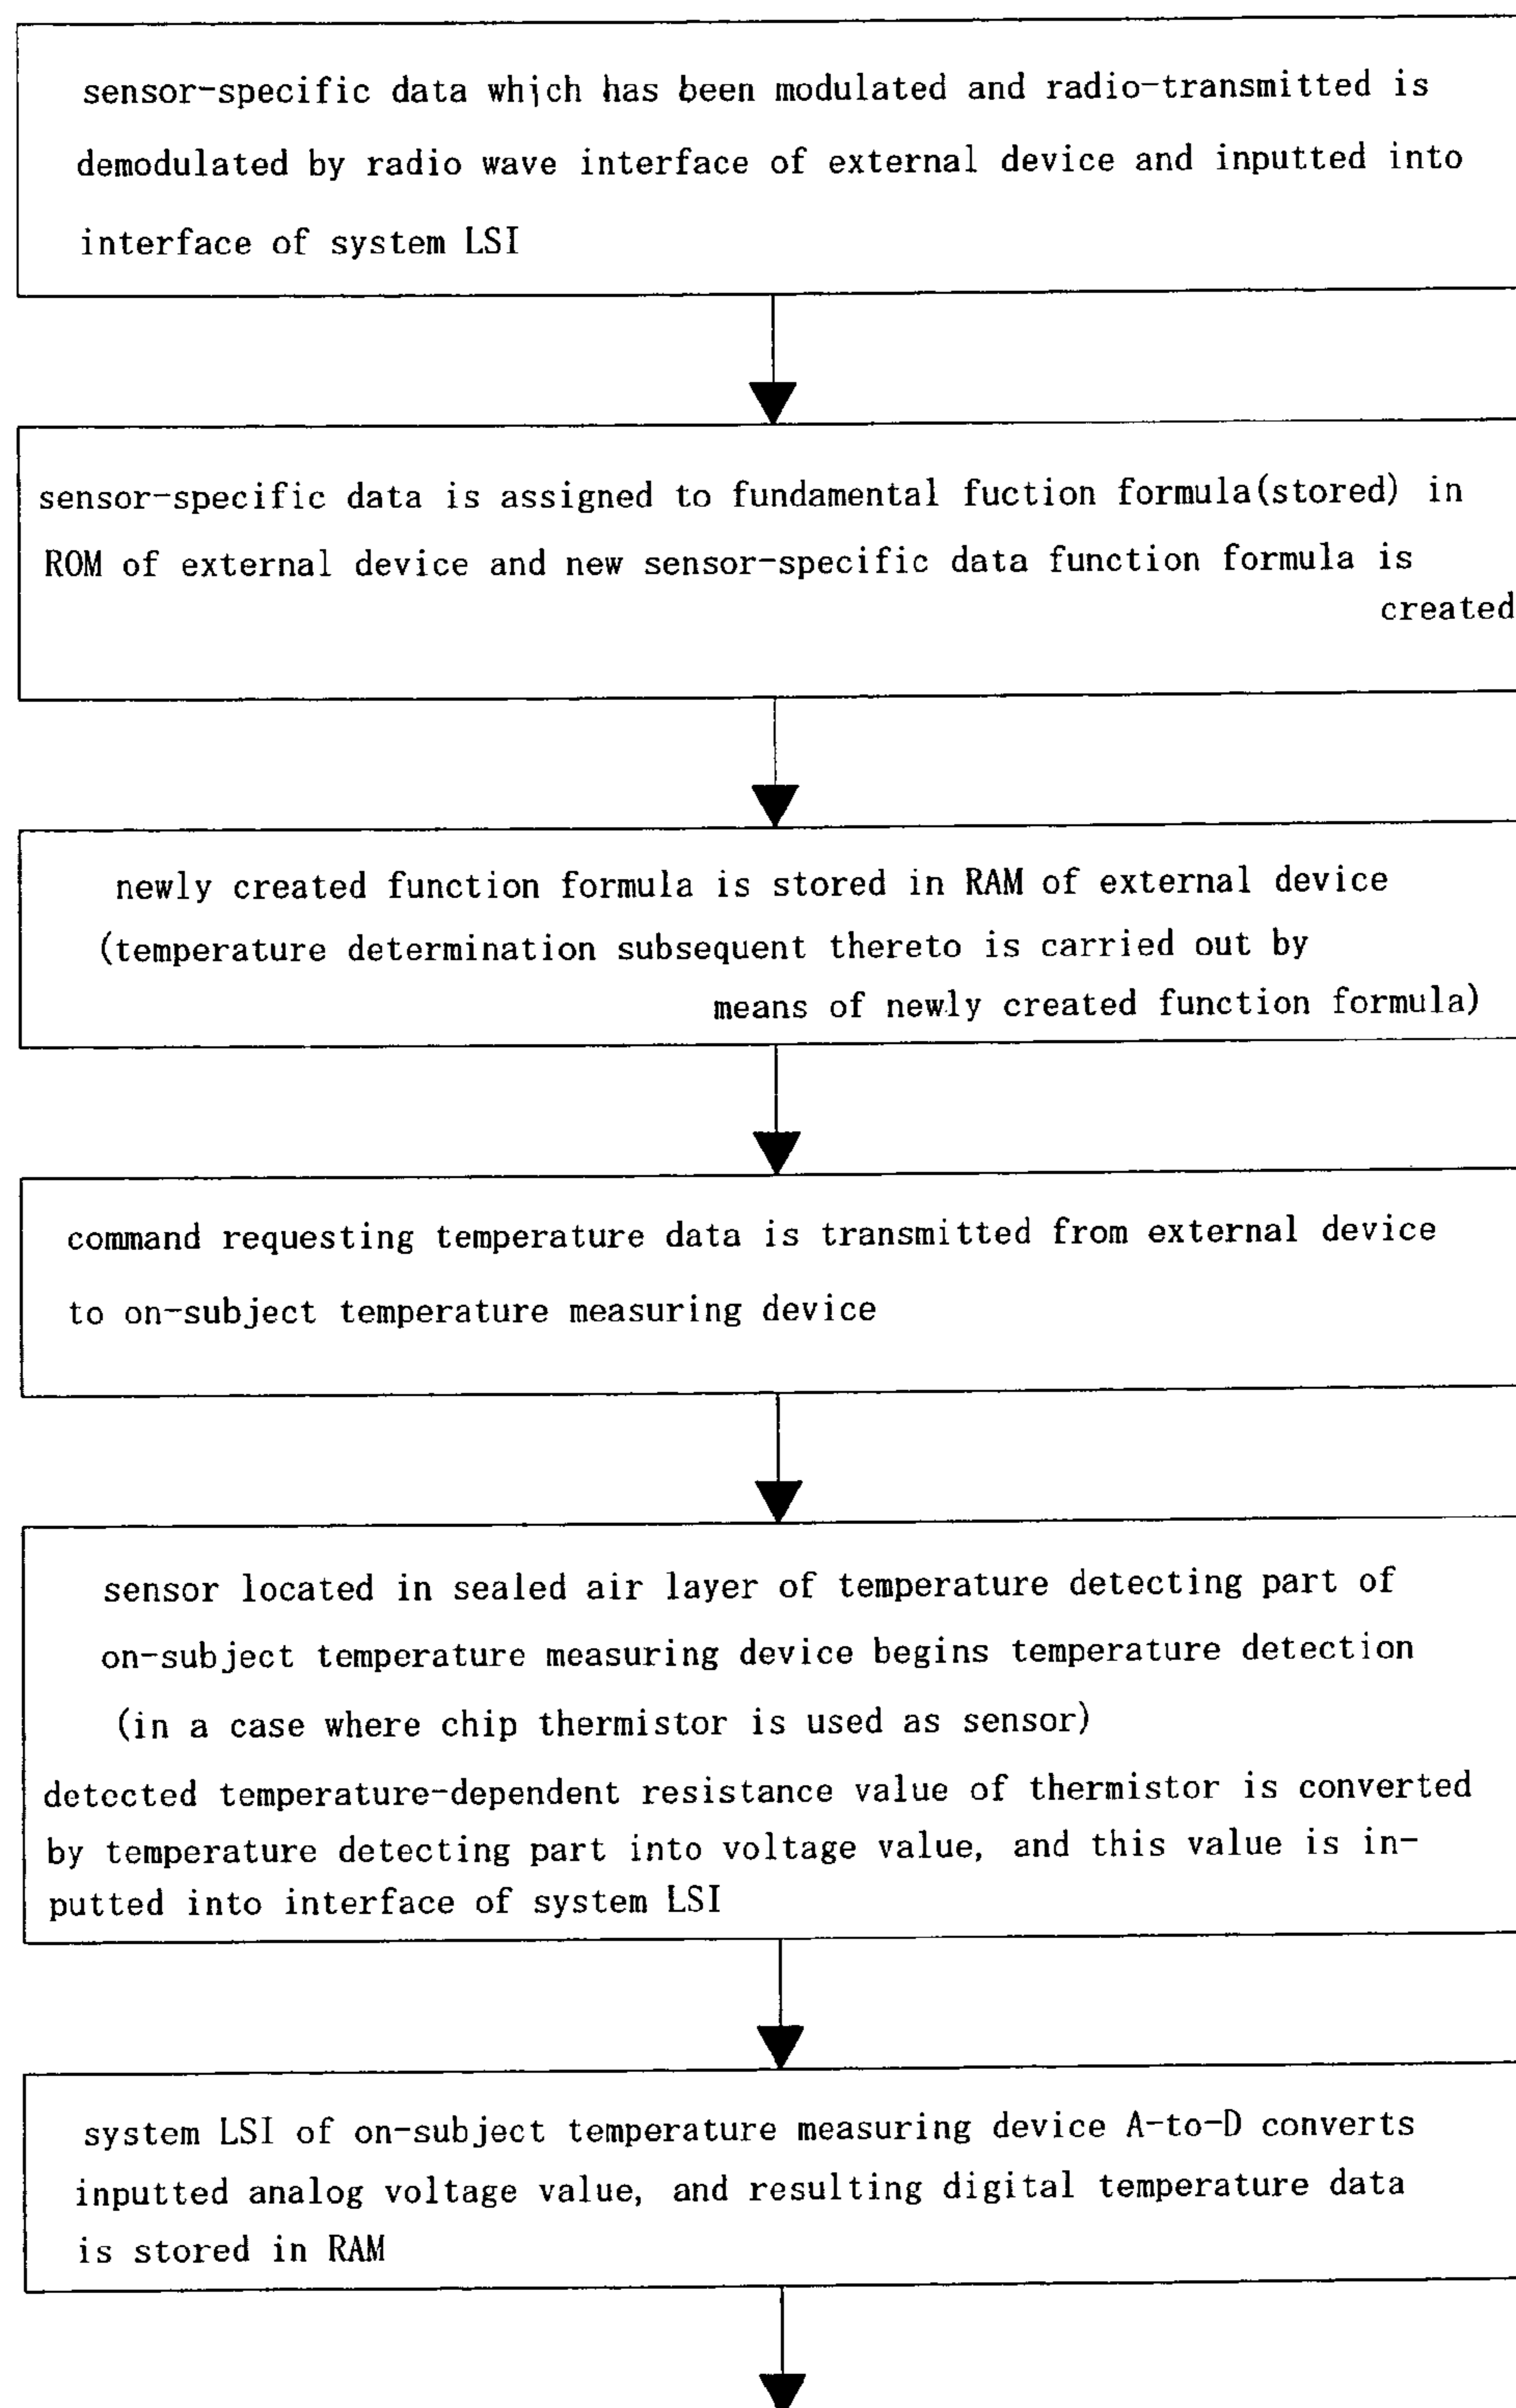 sensor-specific data which has been modulated and radio-transmitted is
demodulated by radio wave interface of external device and inputted into
interface of system LSI
sensor-specific data is assigned to fundamental fuction formula(stored) in
ROM of external device and new sensor-specific data function formula is
created
newly created function formula is stored in RAM of external device
(temperature determination subsequent thereto is carried out by
means of newly created function formula)
command requesting temperature data is transmitted from external device
to on-subject temperature measuring device
sensor located in sealed air layer of temperature detecting part of
on-subject temperature measuring device begins temperature detection
(in a case where chip thermistor is used as sensor)
detected temperature-dependent resistance value of thermistor is converted
by temperature detecting part into voltage value, and this value is in-
putted into interface of system LSI
system LSI of on-subject temperature measuring device A-to-D converts
inputted analog voltage value, and resulting digital temperature data
is stored in RAM